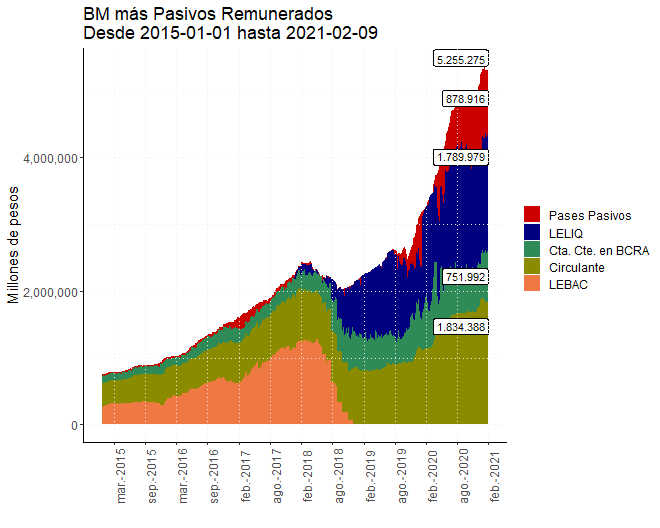 BM más Pasivos Remunerados
Desde 2015-01-01 hasta 2021-02-09
5.255.275
878.916
1.789.979
751.992
1.834.388
4,000,000
2,000,000
0
Millones de pesos
mar.-2015
sep.-2015
mar.-2016
ago.-2016
feb.-2017
ago.-2017
feb.-2018
ago.-2018
feb.-2019
ago.-2019
feb.-2020
ago.-2020
feb.-2021
Pases Pasivos
LELIQ
Cta. Cte. en BCRA
Circulante
LEBAC